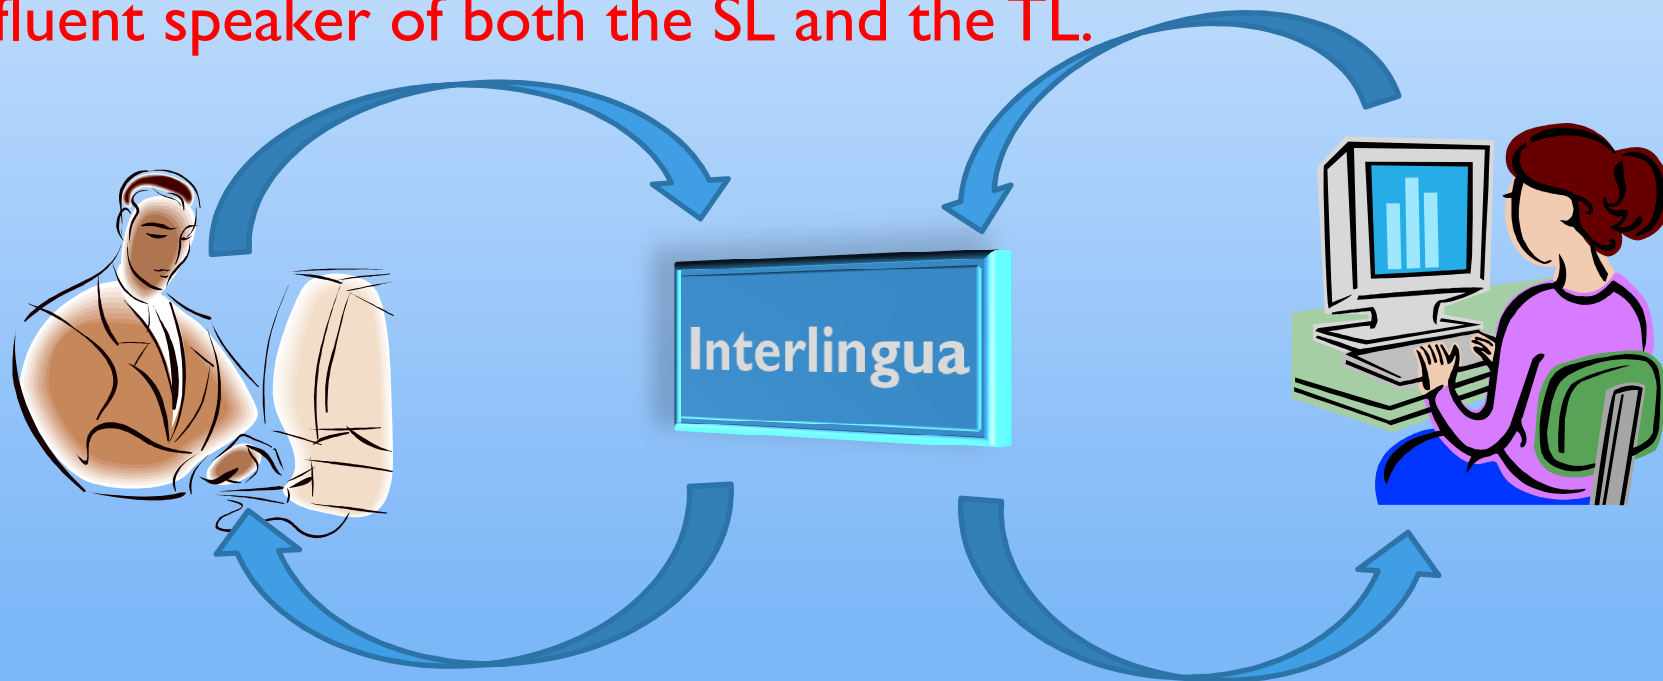 fluent speaker of both the SL and the TL.
Interlingua